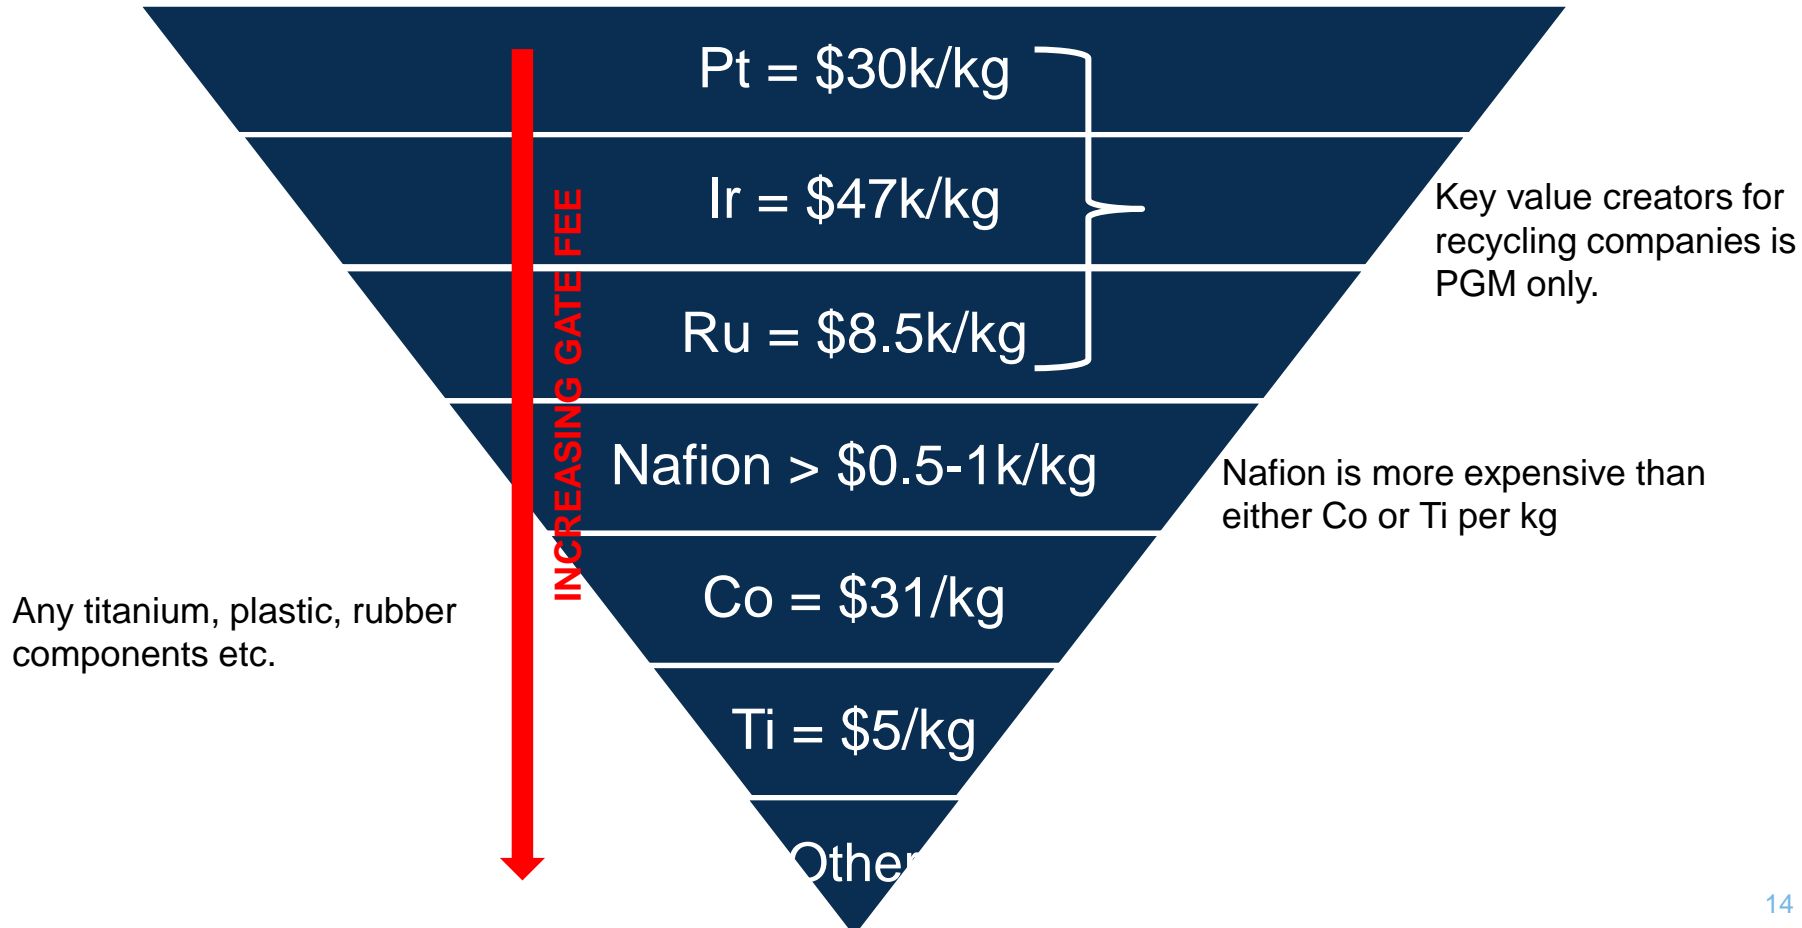 Pt = $30k/kg
Ir = $47k/kg
Ru = $8.5k/kg
Nafion > $0.5-1k/kg
Co = $31/kg
Ti = $5/kg
Other
INCREASING GATE FEE
Key value creators for
recycling companies is
PGM only.
Nafion is more expensive than
either Co or Ti per kg
Any titanium, plastic, rubber
components etc.
14